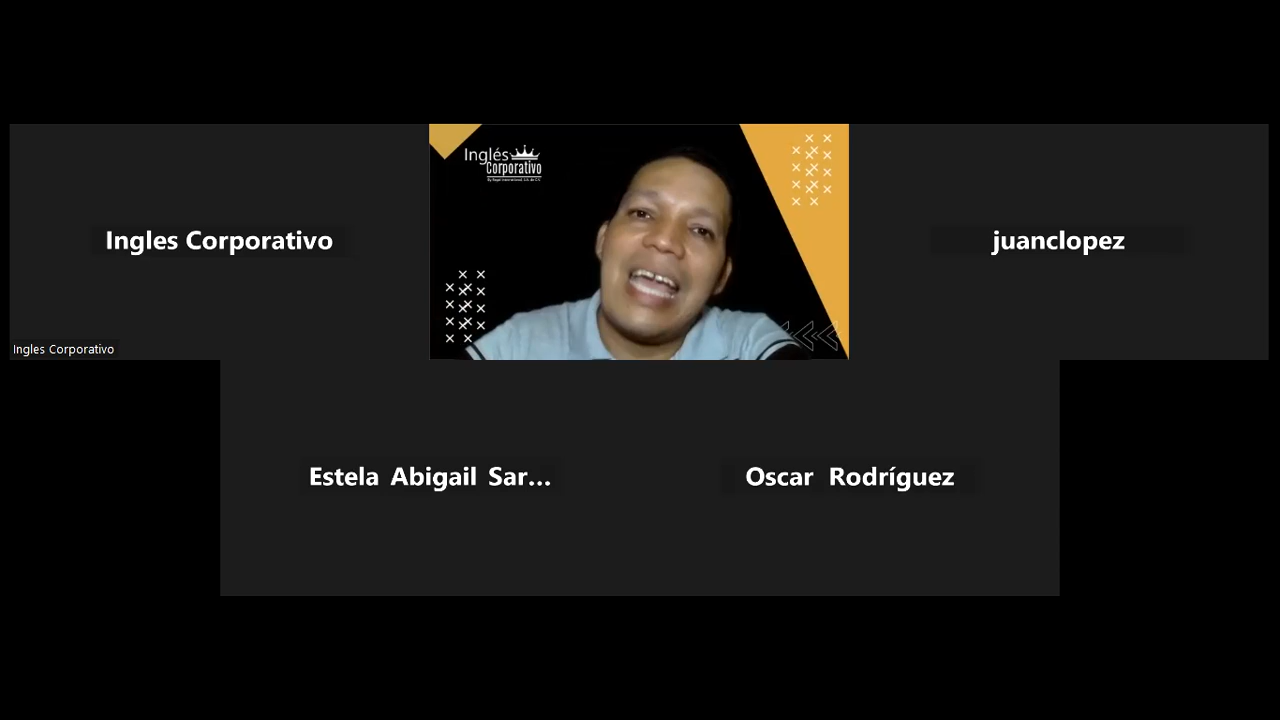 Ingles Corporativo
Ingles Corporativo
Inglés
Corporativo
juanclopez
Estela Abigail Sar...
Oscar Rodríguez